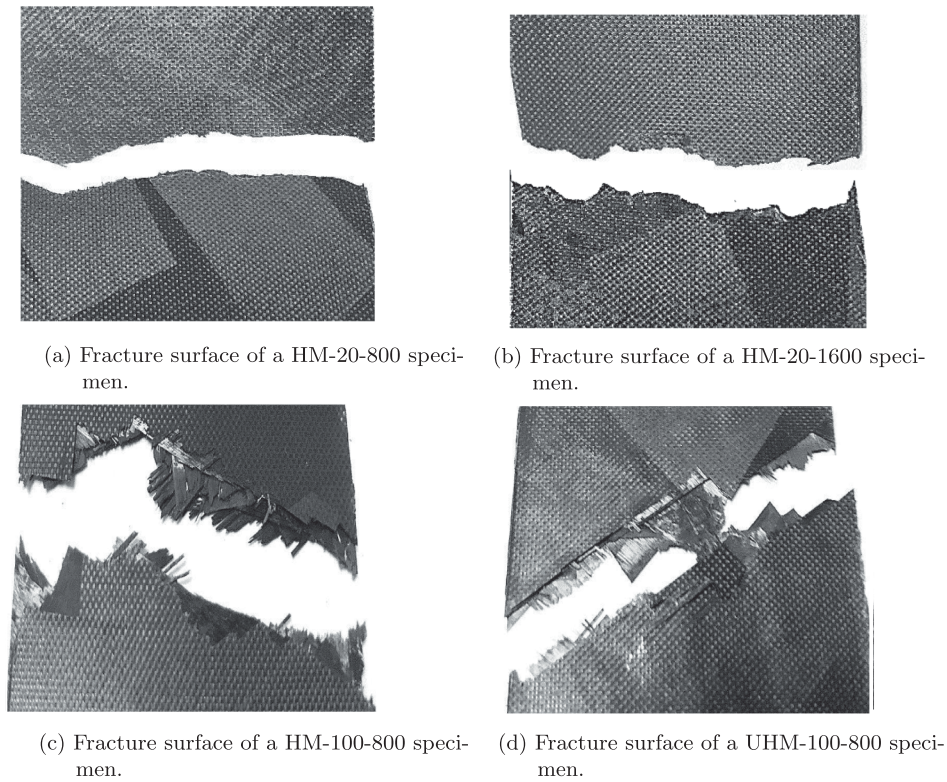 (a) Fracture surface of a HM-20-800 speci-
men.
(b) Fracture surface of a HM-20-1600 speci-
men.
(c) Fracture surface of a HM-100-800 speci-
men.
(d) Fracture surface of a UHM-100-800 speci-
men.